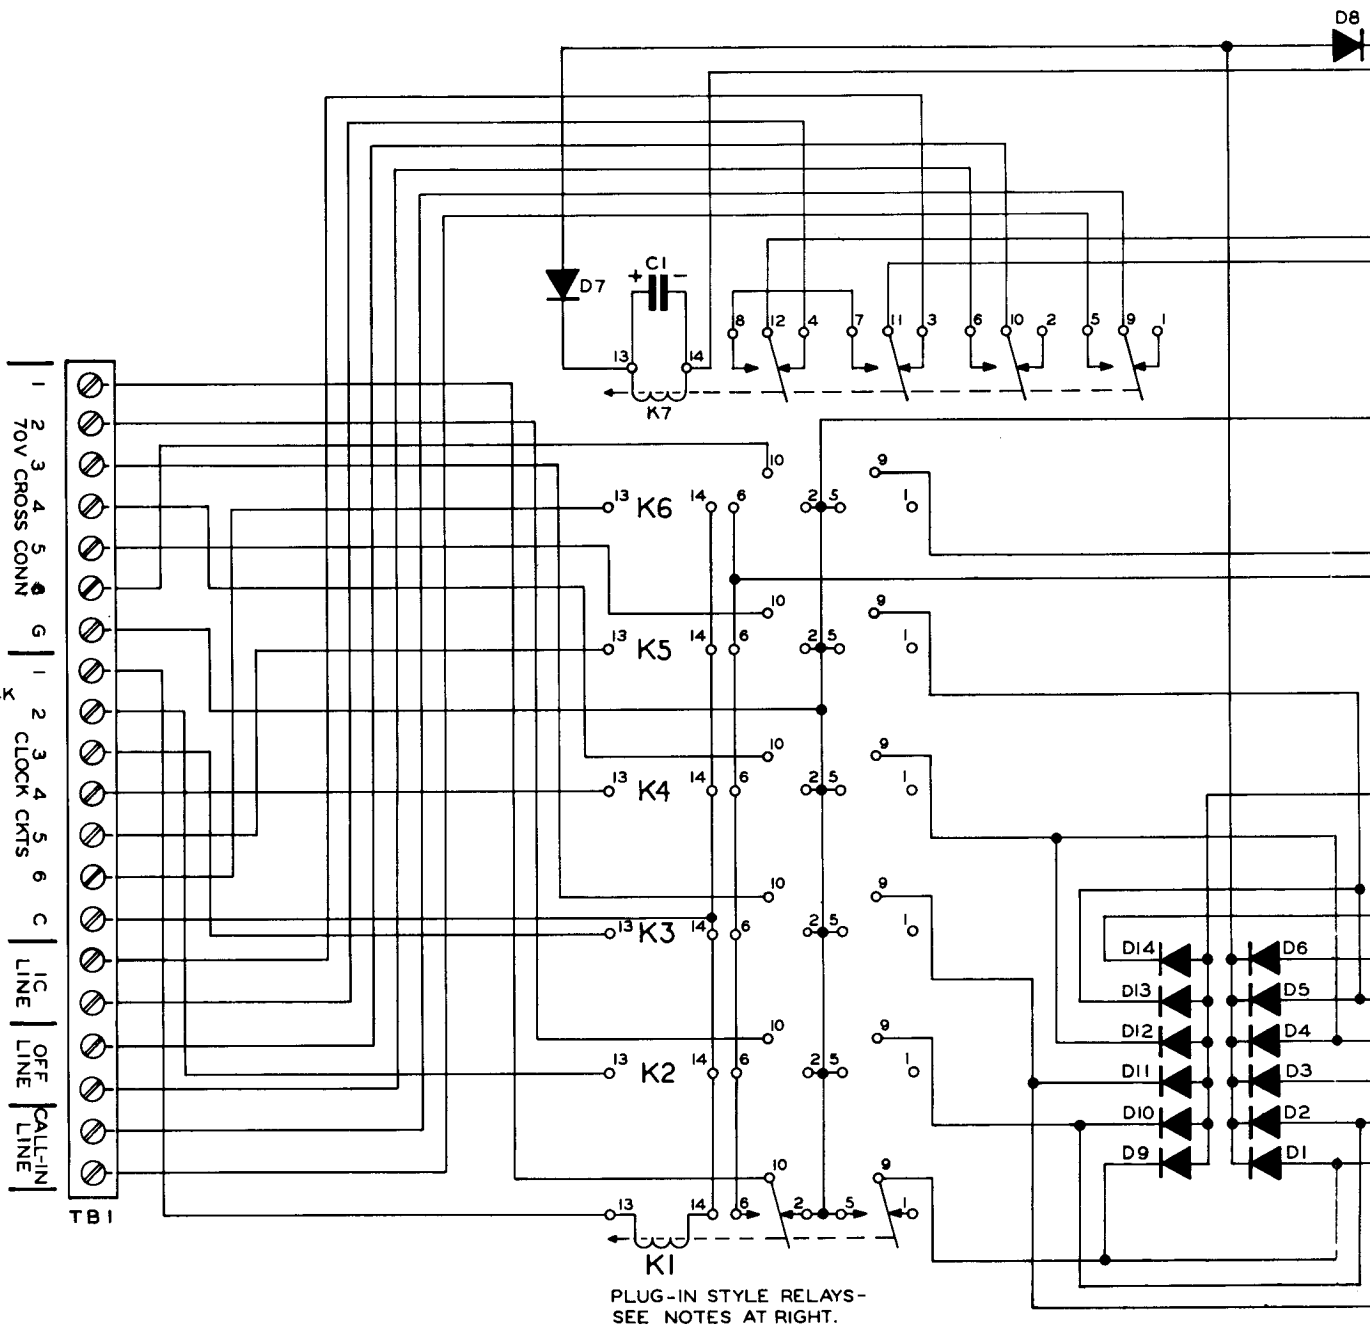 D8
C1
+ -
D7
8 12 4 7 11 3 6 10 2 5 9 1
13 14
K7
1
2
3
4
5
6
G
70V CROSS CONN
1
2
3
4
5
6
C
CLOCK CKTS
IC LINE
OFF LINE
CALL-IN LINE
TB1
10 9
13 K6 14 6 2 5 1
10 9
13 K5 14 6 2 5 1
10 9
13 K4 14 6 2 5 1
10 9
13 K3 14 6 2 5 1
10 9
13 K2 14 6 2 5 1
10 9
13 14 6 2 5 1
K1
D14 D6
D13 D5
D12 D4
D11 D3
D10 D2
D9 D1
PLUG-IN STYLE RELAYS-
SEE NOTES AT RIGHT.